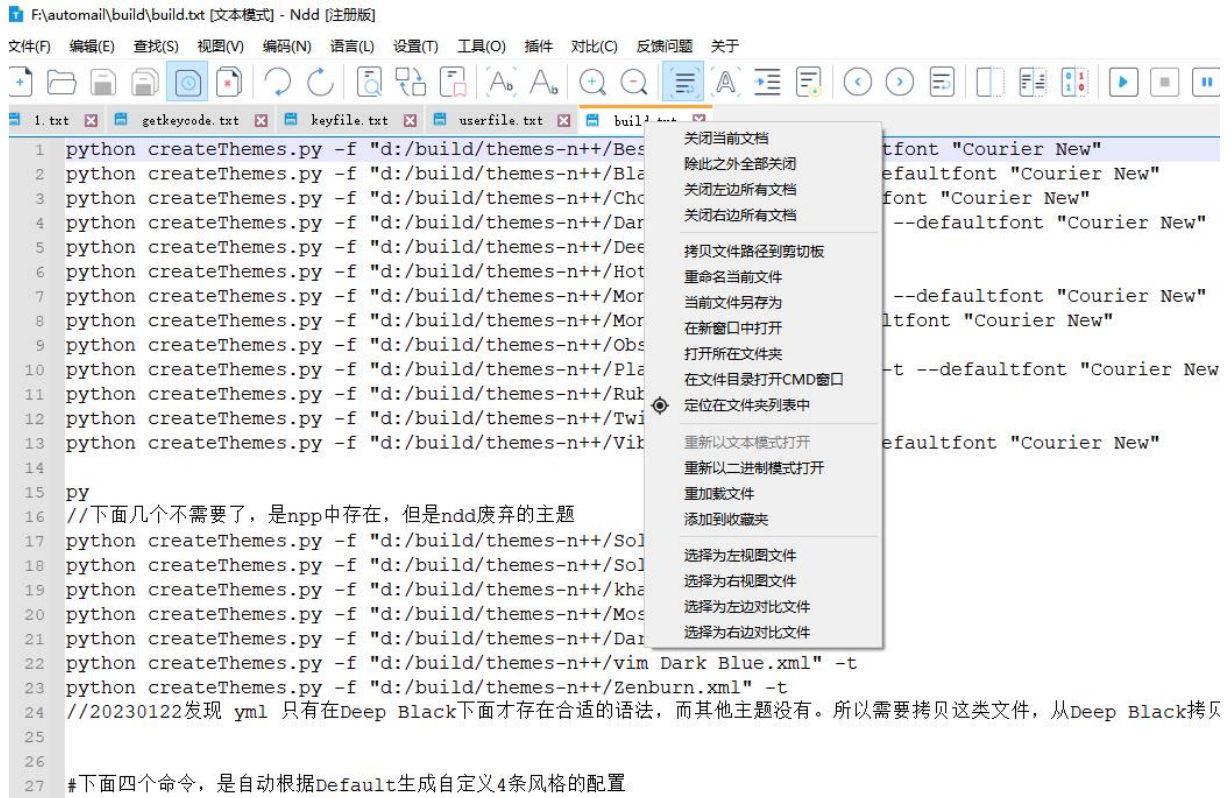 F:\automail\build\build.txt [文本模式] - Ndd [注册版]
文件(F) 编辑(E) 查找(S) 视图(V) 编码(N) 语言(L) 设置(T) 工具(O) 插件 对比(C) 反馈问题 关于
1.txt getkeycode.txt keyfile.txt userfile.txt build.txt
1 python createThemes.py -f "d:/build/themes-n++/Bes tfont "Courier New"
2 python createThemes.py -f "d:/build/themes-n++/Bla efaultfont "Courier New"
3 python createThemes.py -f "d:/build/themes-n++/Cho font "Courier New"
4 python createThemes.py -f "d:/build/themes-n++/Dar --defaultfont "Courier New"
5 python createThemes.py -f "d:/build/themes-n++/Dee
6 python createThemes.py -f "d:/build/themes-n++/Hot
7 python createThemes.py -f "d:/build/themes-n++/Mon --defaultfont "Courier New"
8 python createThemes.py -f "d:/build/themes-n++/Mon ltfont "Courier New"
9 python createThemes.py -f "d:/build/themes-n++/Obs
10 python createThemes.py -f "d:/build/themes-n++/Pla -t --defaultfont "Courier New
11 python createThemes.py -f "d:/build/themes-n++/Rub
12 python createThemes.py -f "d:/build/themes-n++/Twi
13 python createThemes.py -f "d:/build/themes-n++/Vib efaultfont "Courier New"
14
15 py
16 //下面几个不需要了，是npp中存在，但是ndd废弃的主题
17 python createThemes.py -f "d:/build/themes-n++/Sol
18 python createThemes.py -f "d:/build/themes-n++/Sol
19 python createThemes.py -f "d:/build/themes-n++/kha
20 python createThemes.py -f "d:/build/themes-n++/Mos
21 python createThemes.py -f "d:/build/themes-n++/Dar
22 python createThemes.py -f "d:/build/themes-n++/vim Dark Blue.xml" -t
23 python createThemes.py -f "d:/build/themes-n++/Zenburn.xml" -t
24 //20230122发现 yml 只有在Deep Black下面才存在合适的语法，而其他主题没有。所以需要拷贝这类文件，从Deep Black拷贝
25
26
27 #下面四个命令，是自动根据Default生成自定义4条风格的配置
关闭当前文档
除此之外全部关闭
关闭左边所有文档
关闭右边所有文档
拷贝文件路径到剪切板
重命名当前文件
当前文件另存为
在新窗口中打开
打开所在文件夹
在文件目录打开CMD窗口
定位在文件夹列表中
重新以文本模式打开
重新以二进制模式打开
重加载文件
添加到收藏夹
选择为左视图文件
选择为右视图文件
选择为左边对比文件
选择为右边对比文件